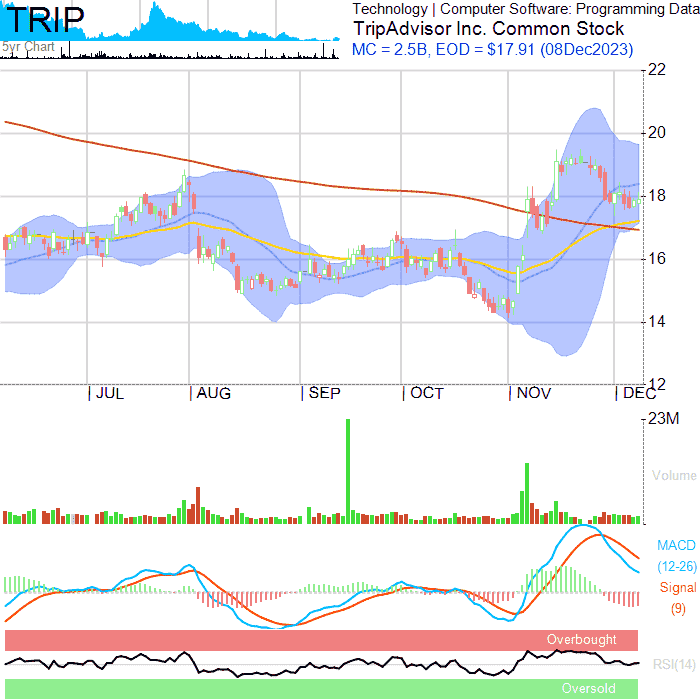 TRIP
5yr Chart
Technology | Computer Software: Programming Data
TripAdvisor Inc. Common Stock
MC = 2.5B, EOD = $17.91 (08Dec2023)
22
20
18
16
14
12
JUL AUG SEP OCT NOV DEC
23M
Volume
MACD
(12-26)
Signal
(9)
Overbought
RSI(14)
Oversold